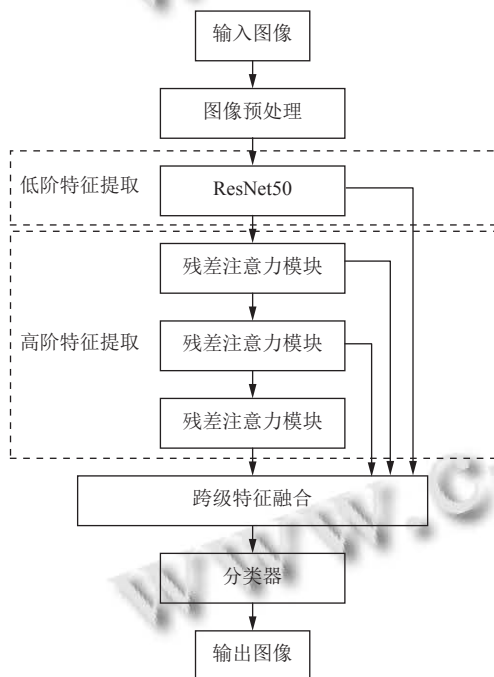 输入图像
图像预处理
低阶特征提取
ResNet50
残差注意力模块
高阶特征提取
残差注意力模块
残差注意力模块
跨级特征融合
www.c
分类器
输出图像